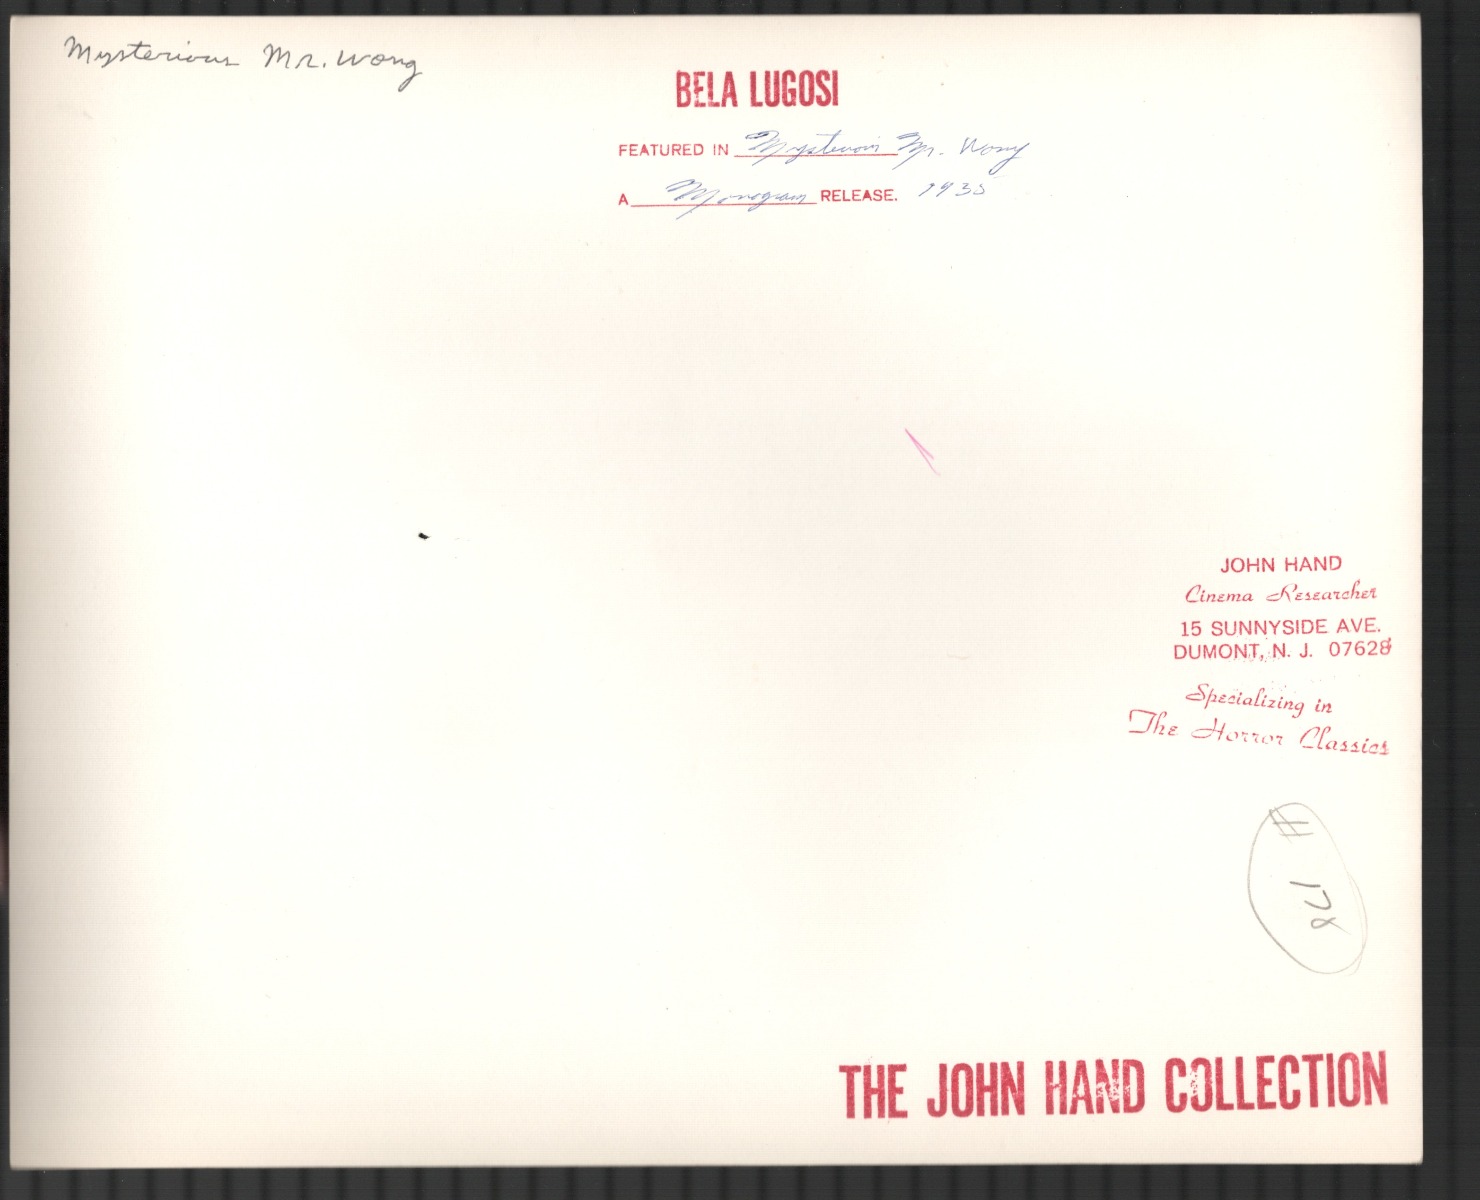 Mysterious Mr. Wong
BELA LUGOSI
FEATURED IN Mysterious Mr. Wong
A Monogram RELEASE. 1935
JOHN HAND
Cinema Researcher
15 SUNNYSIDE AVE.
DUMONT, N. J. 07628
Specializing in
The Horror Classics
# 178
THE JOHN HAND COLLECTION